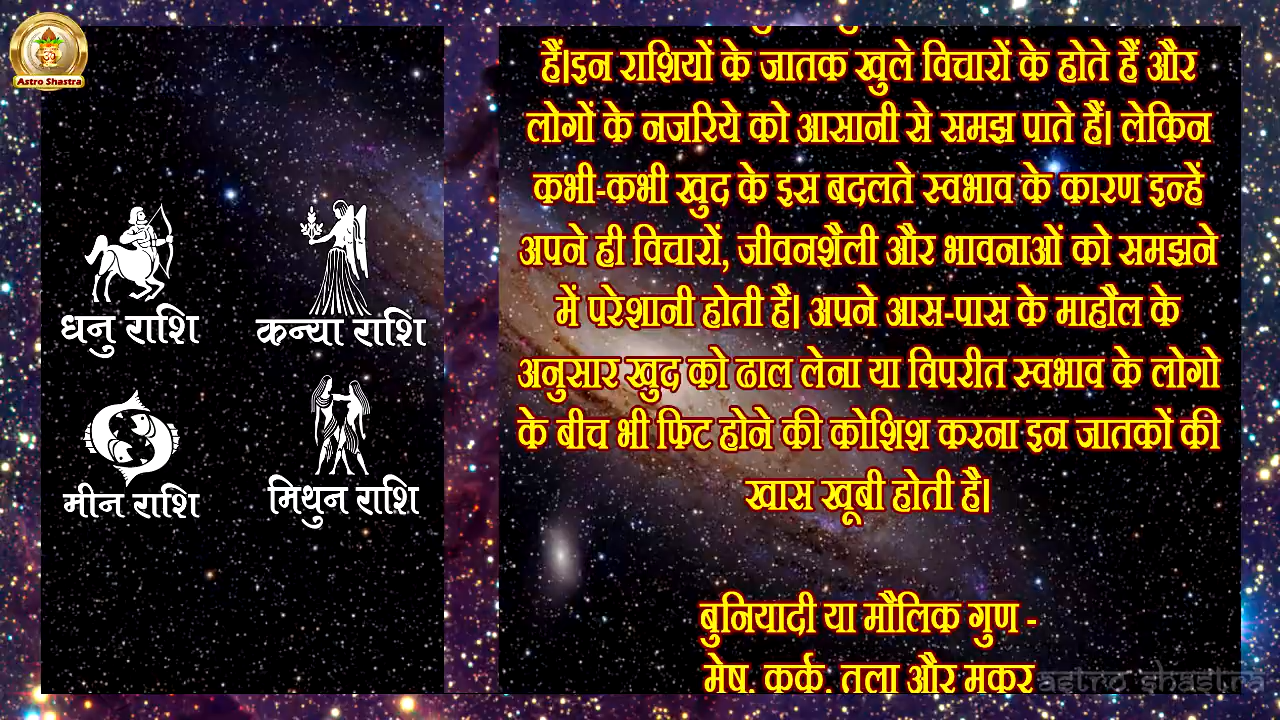 Astro Shastra
धनु राशि
कन्या राशि
मीन राशि
मिथुन राशि
हैं।इन राशियों के जातक खुले विचारों के होते हैं और
लोगों के नजरिये को आसानी से समझ पाते हैं। लेकिन
कभी-कभी खुद के इस बदलते स्वभाव के कारण इन्हें
अपने ही विचारों, जीवनशैली और भावनाओं को समझने
में परेशानी होती है। अपने आस-पास के माहौल के
अनुसार खुद को ढाल लेना या विपरीत स्वभाव के लोगो
के बीच भी फिट होने की कोशिश करना इन जातकों की
खास खूबी होती है।
बुनियादी या मौलिक गुण -
मेष, कर्क, तुला और मकर
astro shastra